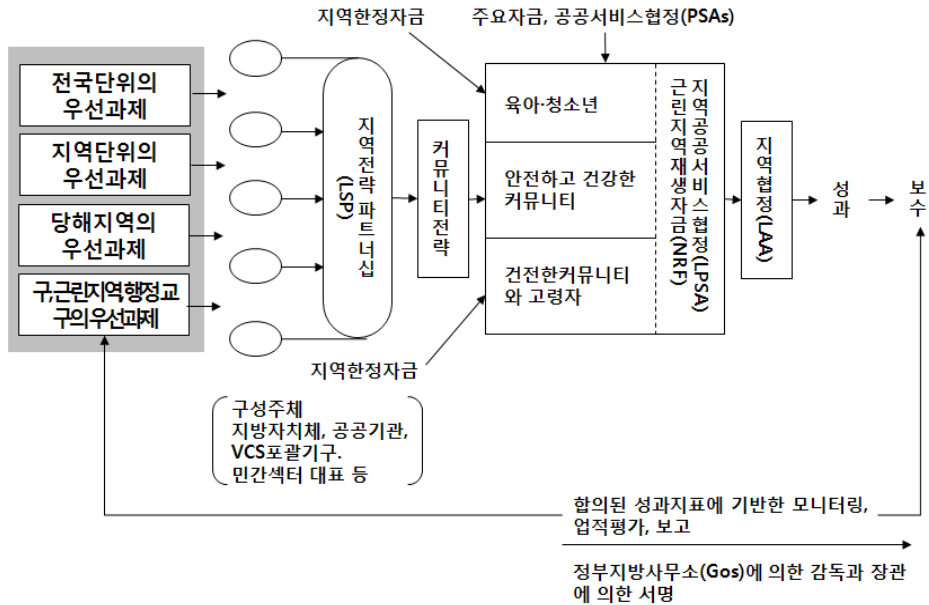 지역한정자금
주요자금, 공공서비스협정(PSAs)
전국단위의
우선과제
지역단위의
우선과제
당해지역의
우선과제
구,근린지역,행정교
구의 우선과제
지역전략 파트너십
(LSP)
커뮤니티전략
육아·청소년
안전하고 건강한
커뮤니티
건전한커뮤니티
와 고령자
지역공공서비스협정(LPSA)
근린지역재생자금(NRF)
지역협정(LAA)
성과
보수
지역한정자금
구성주체
지방자치체, 공공기관,
VCS포괄기구.
민간섹터 대표 등
합의된 성과지표에 기반한 모니터링,
업적평가, 보고
정부지방사무소(Gos)에 의한 감독과 장관
에 의한 서명